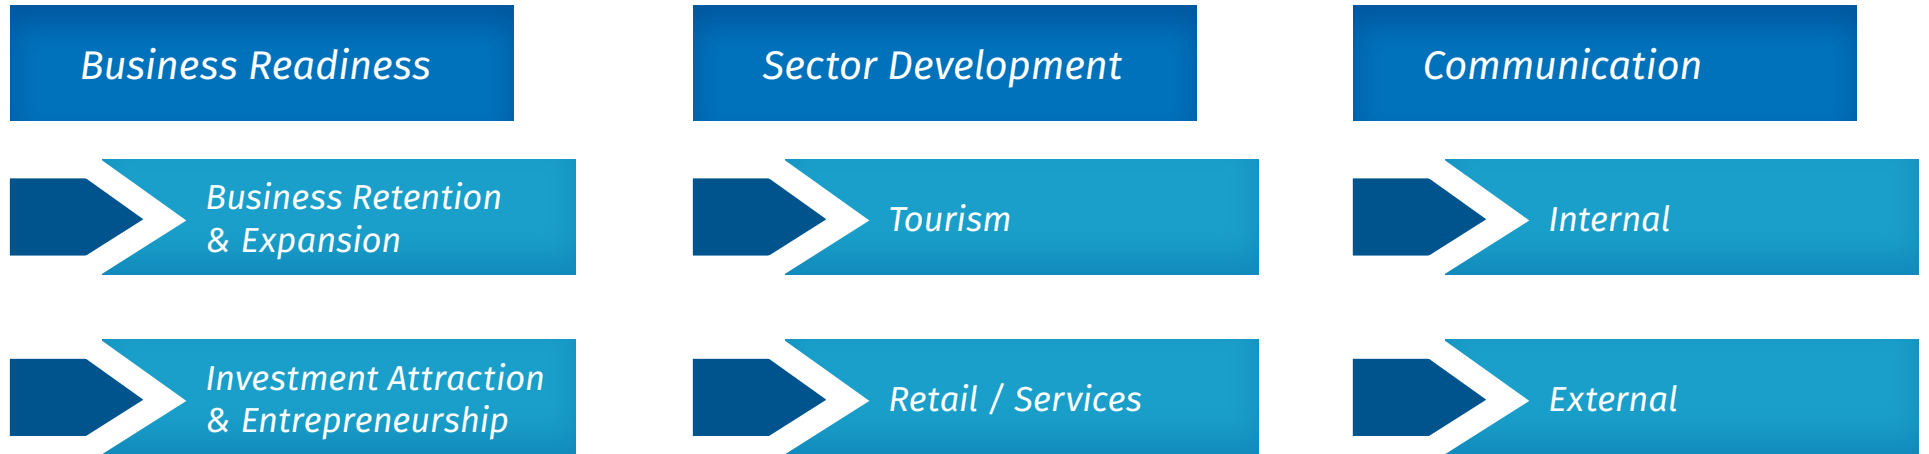 Business Readiness
Business Retention
& Expansion
Investment Attraction
& Entrepreneurship
Sector Development
Tourism
Retail / Services
Communication
Internal
External